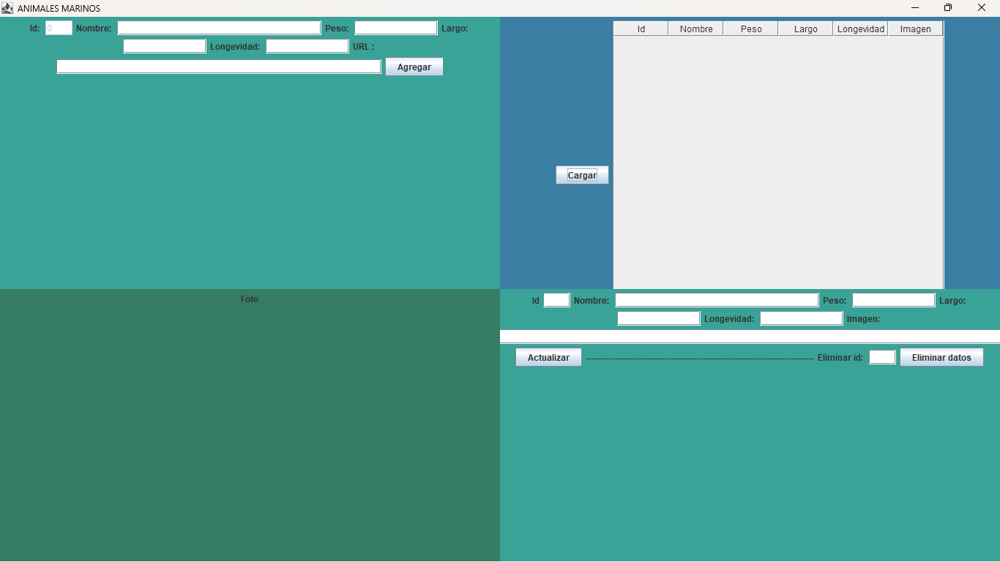 ANIMALES MARINOS
Id: 0 Nombre: Peso: Largo:
Longevidad: URL :
Agregar
Id Nombre Peso Largo Longevidad Imagen
Cargar
Foto
Id Nombre: Peso: Largo:
Longevidad: Imagen:
Actualizar ------------------------------------------------------------------------------ Eliminar id: Eliminar datos